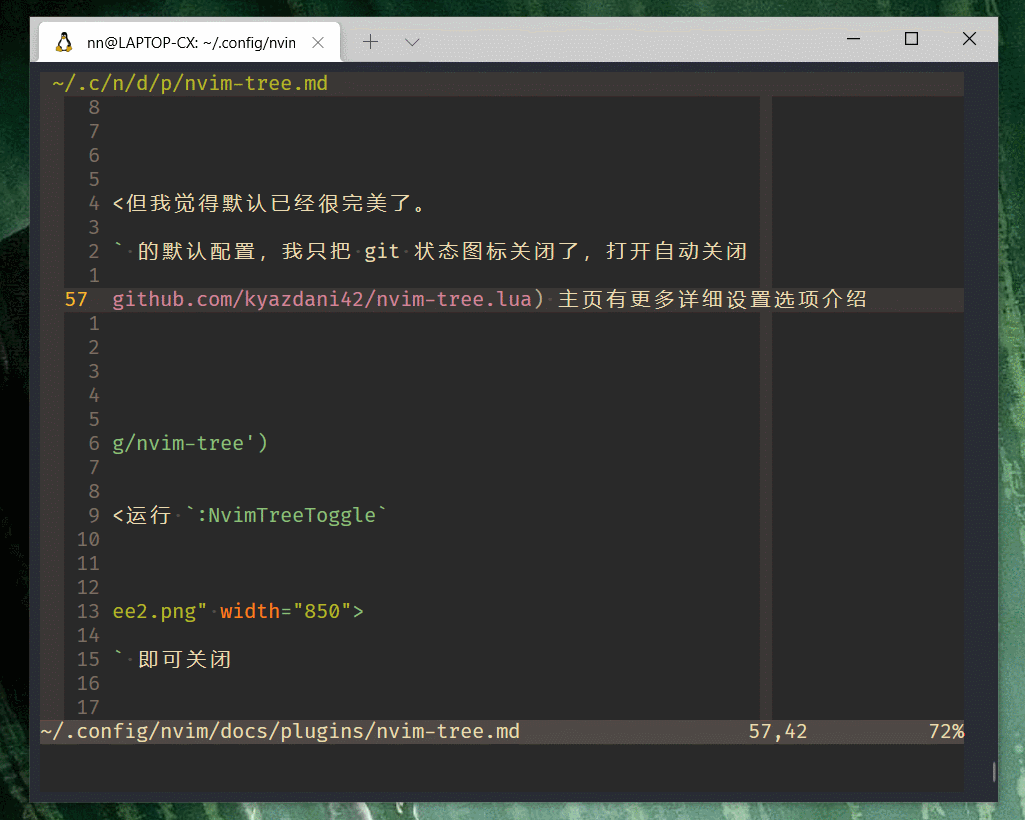 nn@LAPTOP-CX: ~/.config/nvin
~/.c/n/d/p/nvim-tree.md
8
7
6
5
4 <但我觉得默认已经很完美了。
3
2 ` 的默认配置，我只把·git·状态图标关闭了，打开自动关闭
1
57 github.com/kyazdani42/nvim-tree.lua)·主页有更多详细设置选项介绍
1
2
3
4
5
6 g/nvim-tree')
7
8
9 <运行·`:NvimTreeToggle`
10
11
12
13 ee2.png"·width="850">
14
15 `·即可关闭
16
17
~/.config/nvim/docs/plugins/nvim-tree.md 57,42 72%